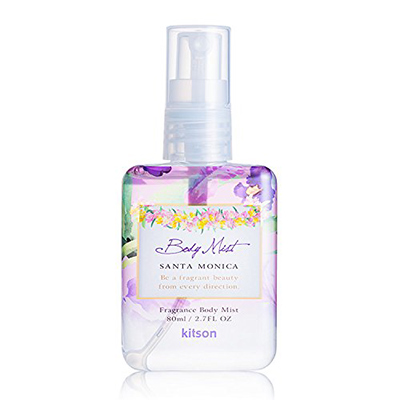 Body Mist
SANTA MONICA
Be a fragrant beauty
from every direction.
Fragrance Body Mist
80ml / 2.7FL OZ
kitson